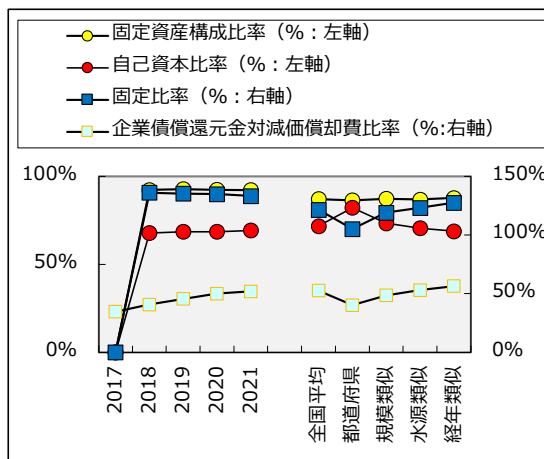 固定資産構成比率（%：左軸）
自己資本比率（%：左軸）
固定比率（%：右軸）
企業債償還元金対減価償却費比率（%:右軸）
100%
50%
0%
150%
100%
50%
0%
2017
2018
2019
2020
2021
全国平均
都道府県
規模類似
水源類似
経年類似